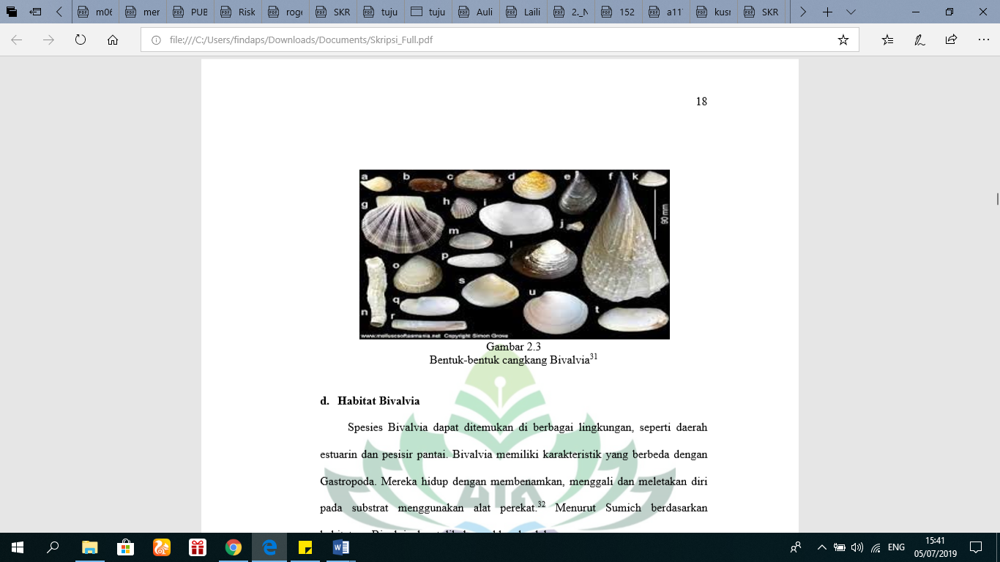 m06
mer
PUB
Risk
roge
SKR
tuju
tuju
Auli
Laili
2._N
152
a11
kusr
SKR
file:///C:/Users/findaps/Downloads/Documents/Skripsi_Full.pdf
18
a b c d e f k
g h i j
90 mm
m l
o p
s
q u
n r t
www.molluscsoftasmania.net Copyright Simon Grove
Gambar 2.3
Bentuk-bentuk cangkang Bivalvia31
d. Habitat Bivalvia
Spesies Bivalvia dapat ditemukan di berbagai lingkungan, seperti daerah
estuarin dan pesisir pantai. Bivalvia memiliki karakteristik yang berbeda dengan
Gastropoda. Mereka hidup dengan membenamkan, menggali dan meletakan diri
pada substrat menggunakan alat perekat.32 Menurut Sumich berdasarkan
ENG
15:41
05/07/2019